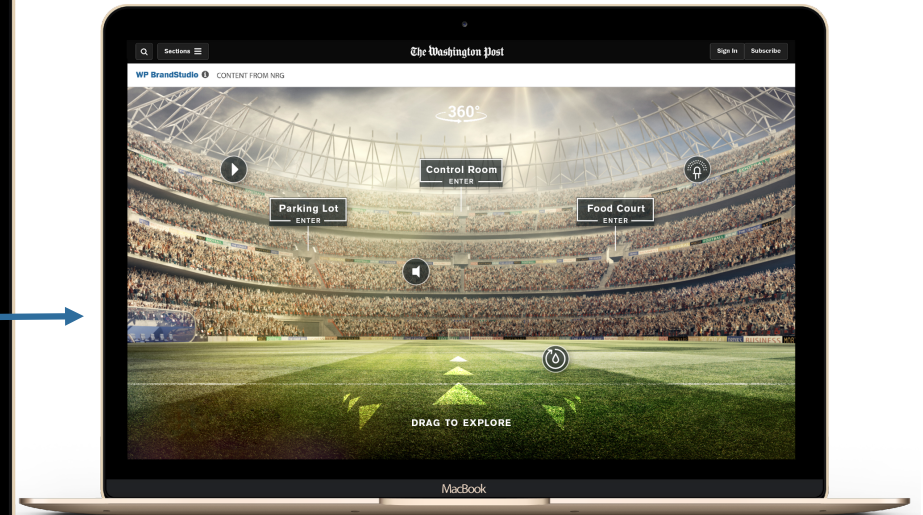 Sections
The Washington Post
Sign In Subscribe
WP BrandStudio CONTENT FROM NRG
360°
Control Room
ENTER
Parking Lot
ENTER
Food Court
ENTER
BUSINESS
DRAG TO EXPLORE
MacBook